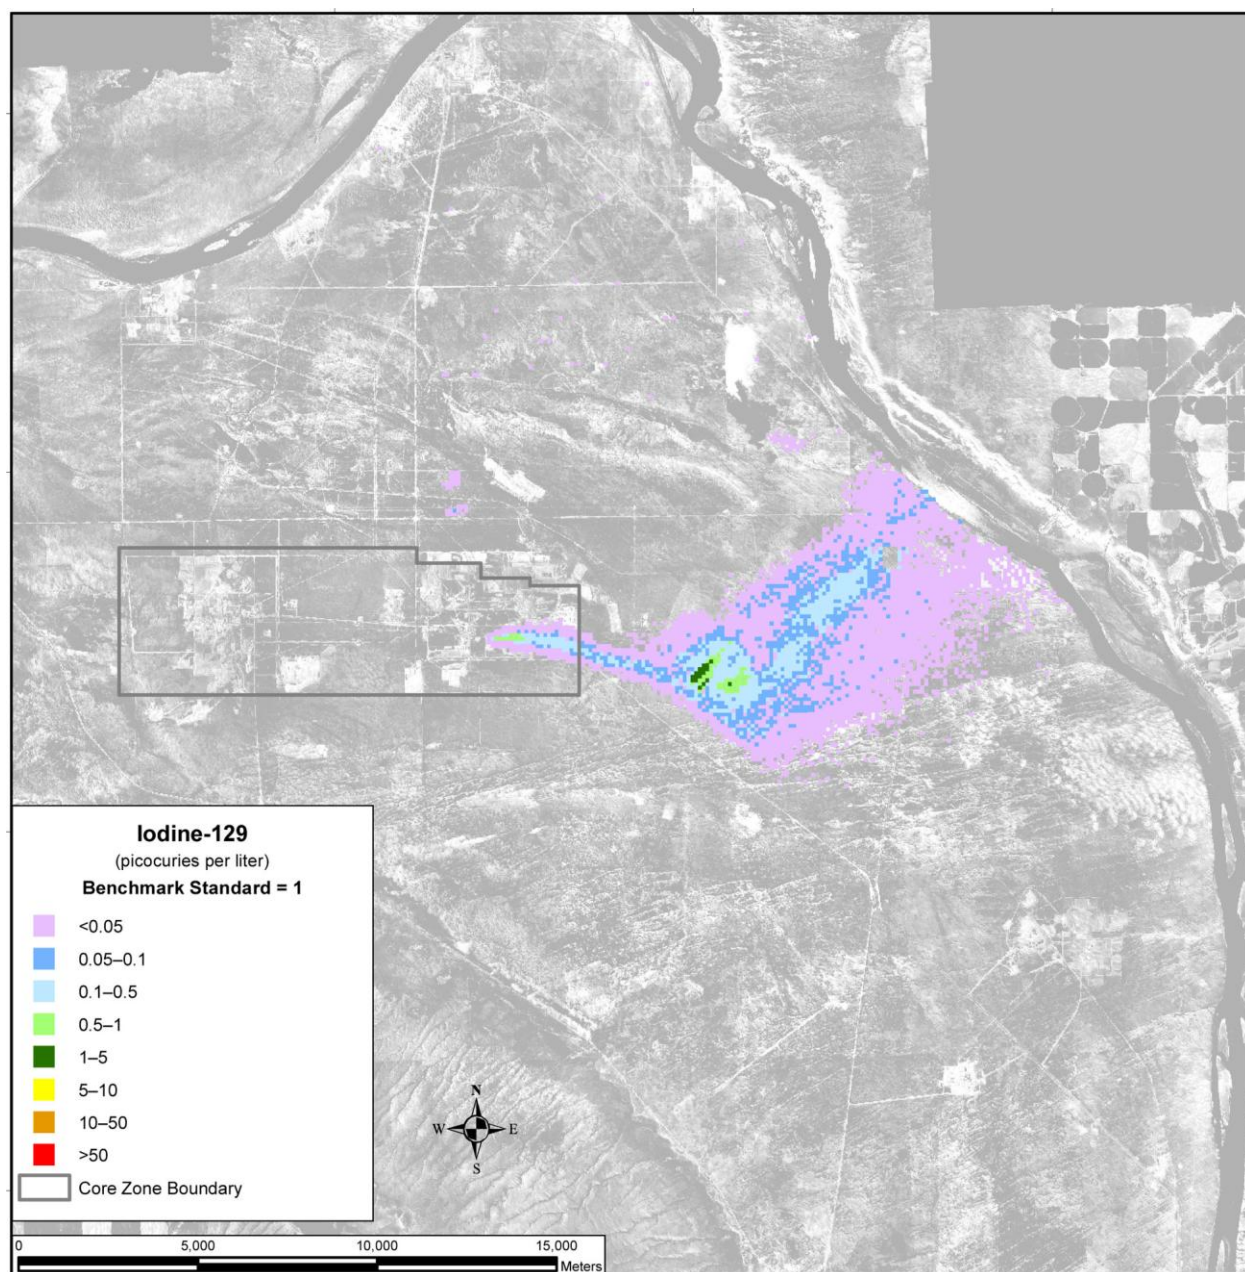 Iodine-129
(picocuries per liter)
Benchmark Standard = 1
<0.05
0.05–0.1
0.1–0.5
0.5–1
1–5
5–10
10–50
>50
Core Zone Boundary
N
W E
S
0 5,000 10,000 15,000
Meters